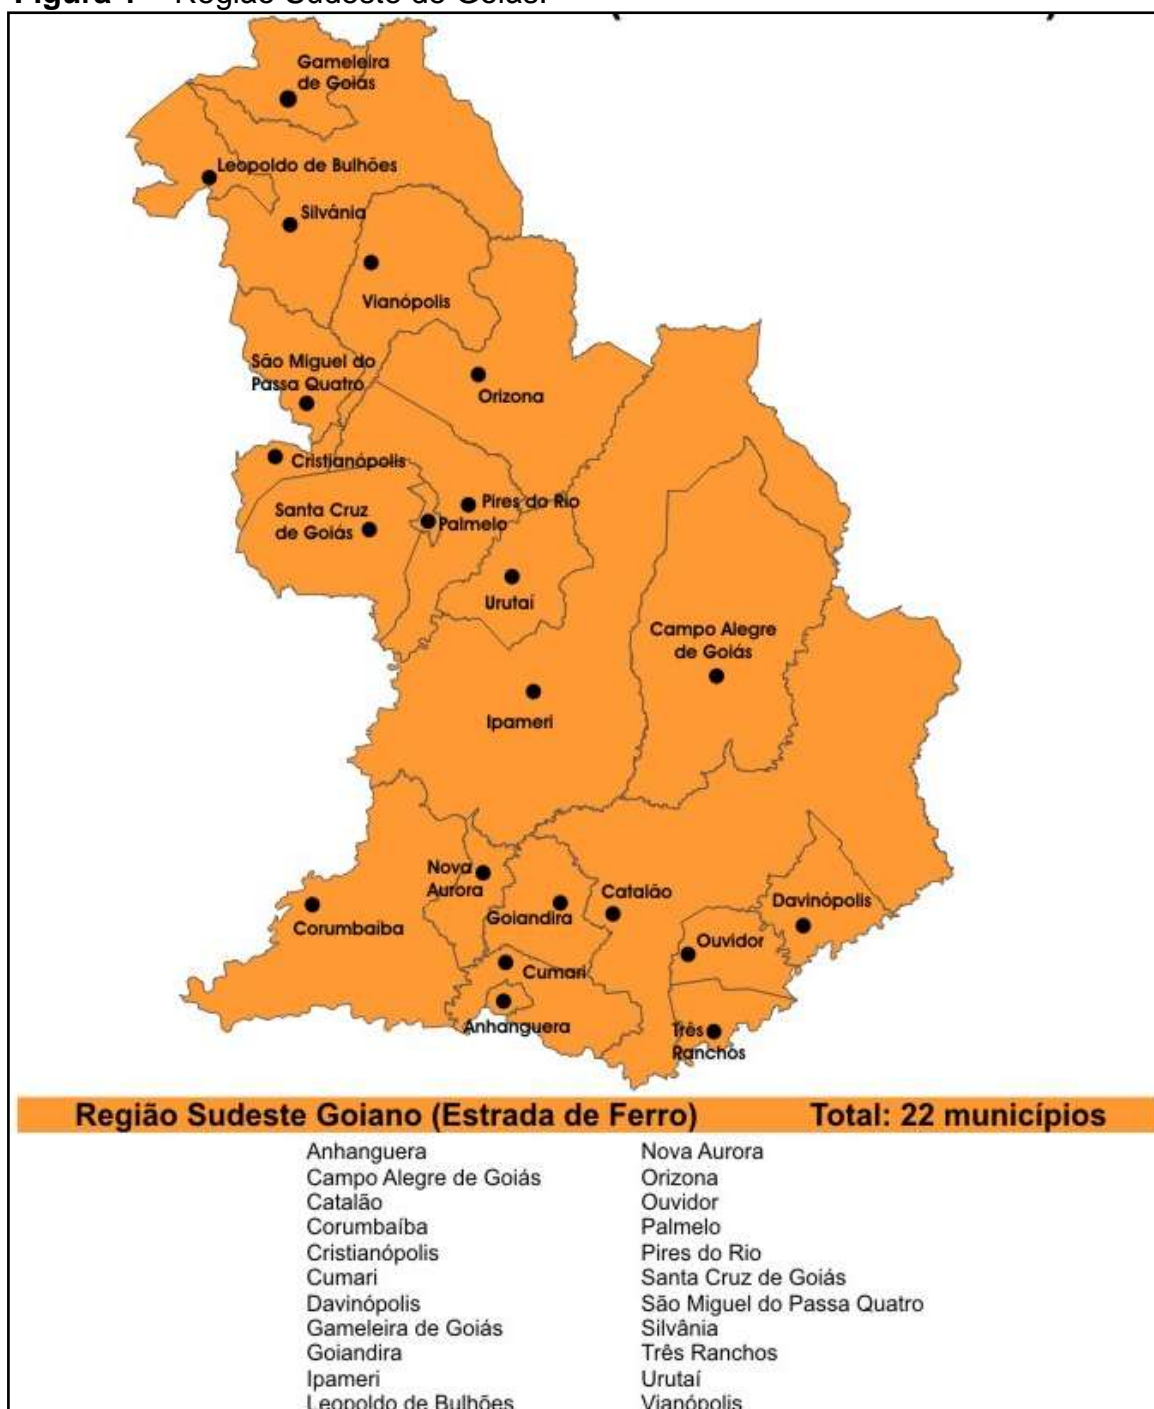 Região Sudeste de Goiás.
Gameleira
de Goiás
Leopoldo de Bulhões
Silvânia
Vianópolis
São Miguel do
Passa Quatro
Orizona
Cristianópolis
Santa Cruz
de Goiás
Pires do Rio
Palmelo
Urutaí
Campo Alegre
de Goiás
Ipameri
Nova
Aurora
Catalão
Davinópolis
Goiandira
Corumbaíba
Ouvidor
Cumari
Anhanguera
Três
Ranchos
Região Sudeste Goiano (Estrada de Ferro) Total: 22 municípios
Anhanguera
Campo Alegre de Goiás
Catalão
Corumbaíba
Cristianópolis
Cumari
Davinópolis
Gameleira de Goiás
Goiandira
Ipameri
Leopoldo de Bulhões
Nova Aurora
Orizona
Ouvidor
Palmelo
Pires do Rio
Santa Cruz de Goiás
São Miguel do Passa Quatro
Silvânia
Três Ranchos
Urutaí
Vianópolis